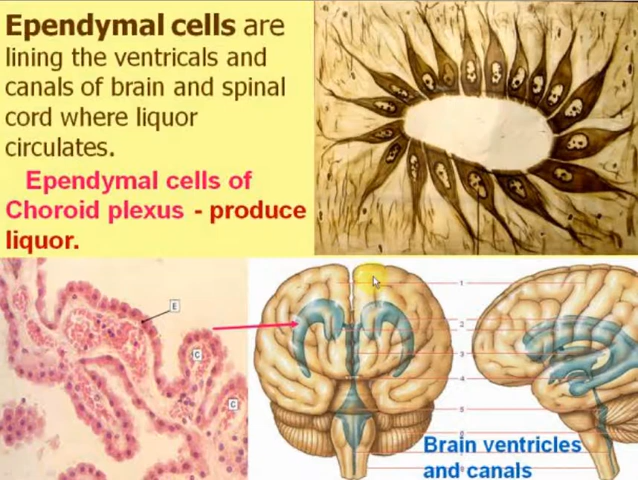 Ependymal cells are
lining the ventricals and
canals of brain and spinal
cord where liquor
circulates.
Ependymal cells of
Choroid plexus - produce
liquor.
E
C
C
1
2
3
4
5
Brain ventricles
and canals